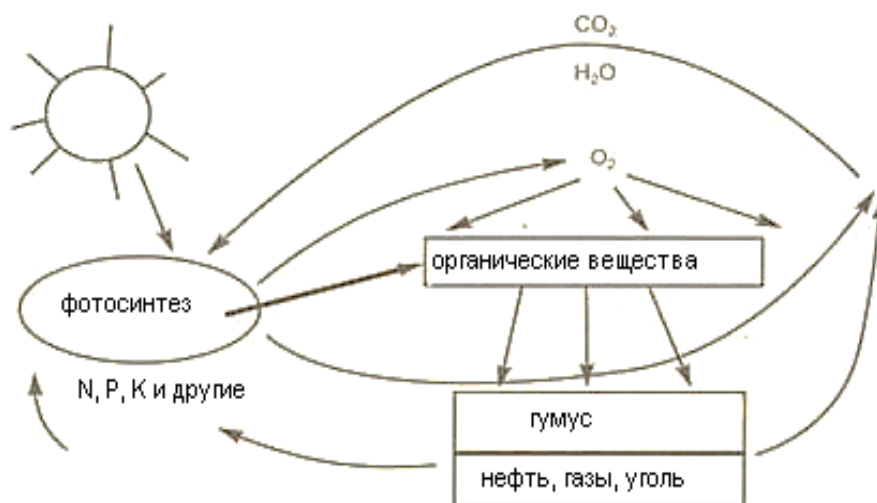 CO₂
H₂O
O₂
органические вещества
фотосинтез
N, P, K и другие
гумус
нефть, газы, уголь